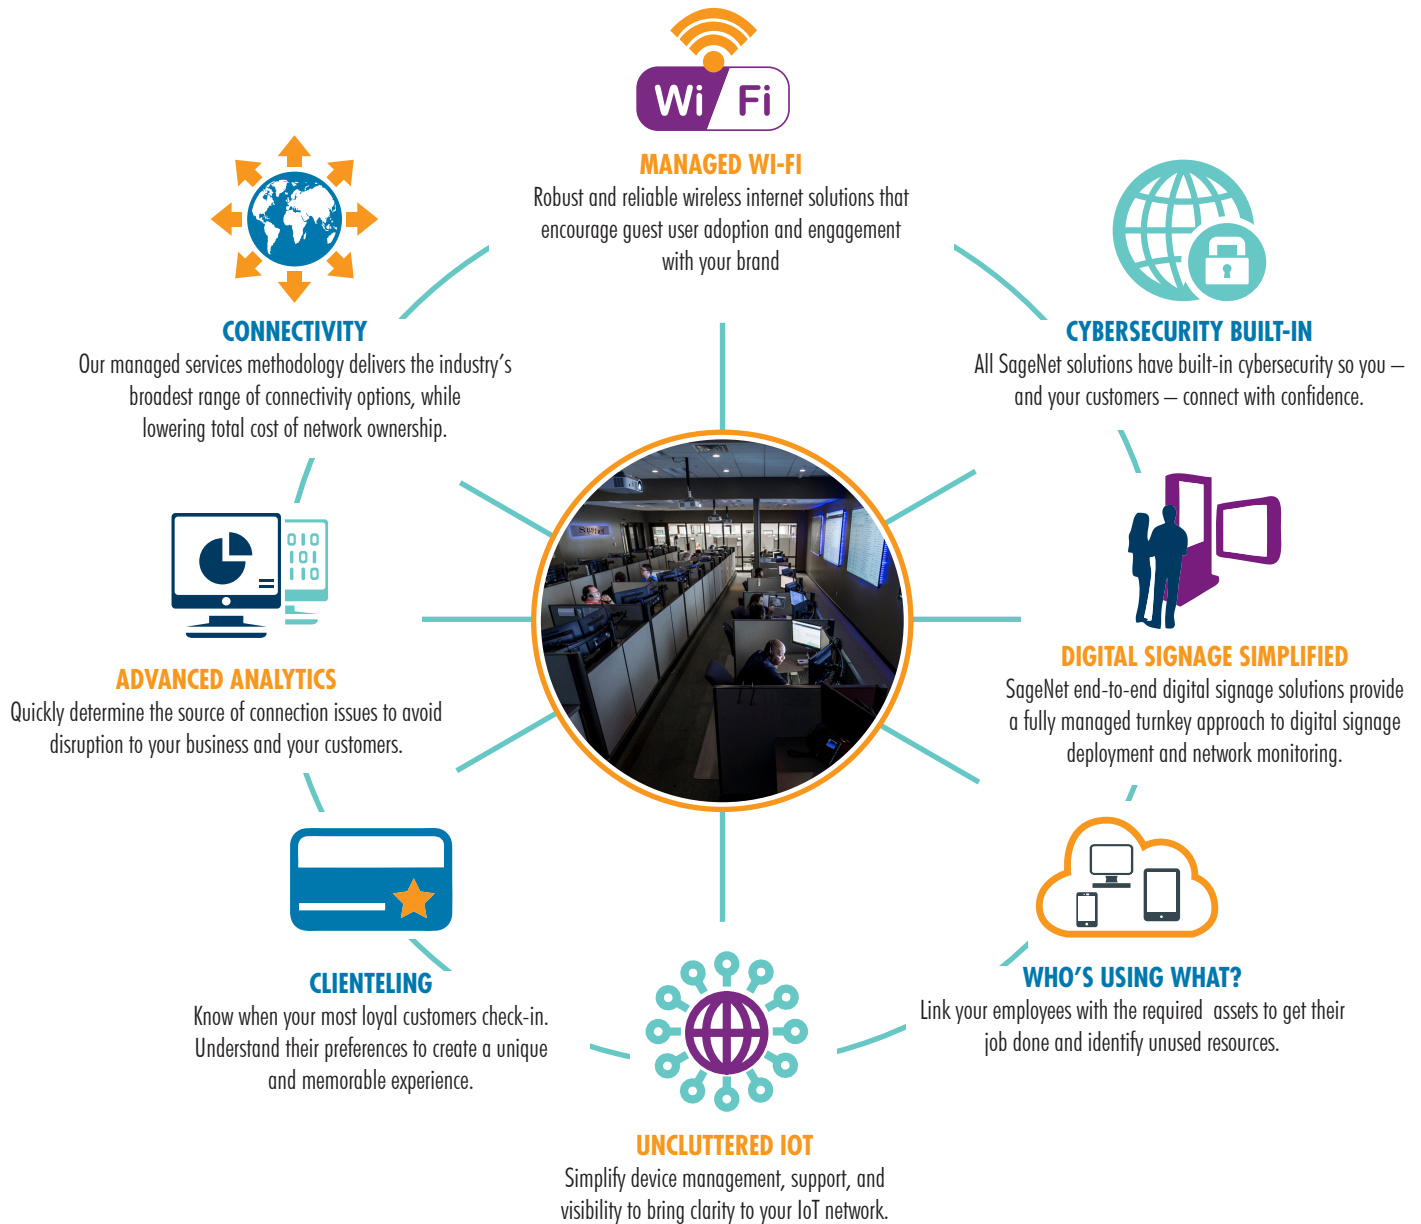 Wi Fi
MANAGED WI-FI
Robust and reliable wireless internet solutions that
encourage guest user adoption and engagement
with your brand
CONNECTIVITY
Our managed services methodology delivers the industry’s
broadest range of connectivity options, while
lowering total cost of network ownership.
CYBERSECURITY BUILT-IN
All SageNet solutions have built-in cybersecurity so you –
and your customers – connect with confidence.
SageNet
010
101
110
ADVANCED ANALYTICS
Quickly determine the source of connection issues to avoid
disruption to your business and your customers.
DIGITAL SIGNAGE SIMPLIFIED
SageNet end-to-end digital signage solutions provide
a fully managed turnkey approach to digital signage
deployment and network monitoring.
CLIENTELING
Know when your most loyal customers check-in.
Understand their preferences to create a unique
and memorable experience.
WHO’S USING WHAT?
Link your employees with the required  assets to get their
job done and identify unused resources.
UNCLUTTERED IOT
Simplify device management, support, and
visibility to bring clarity to your IoT network.